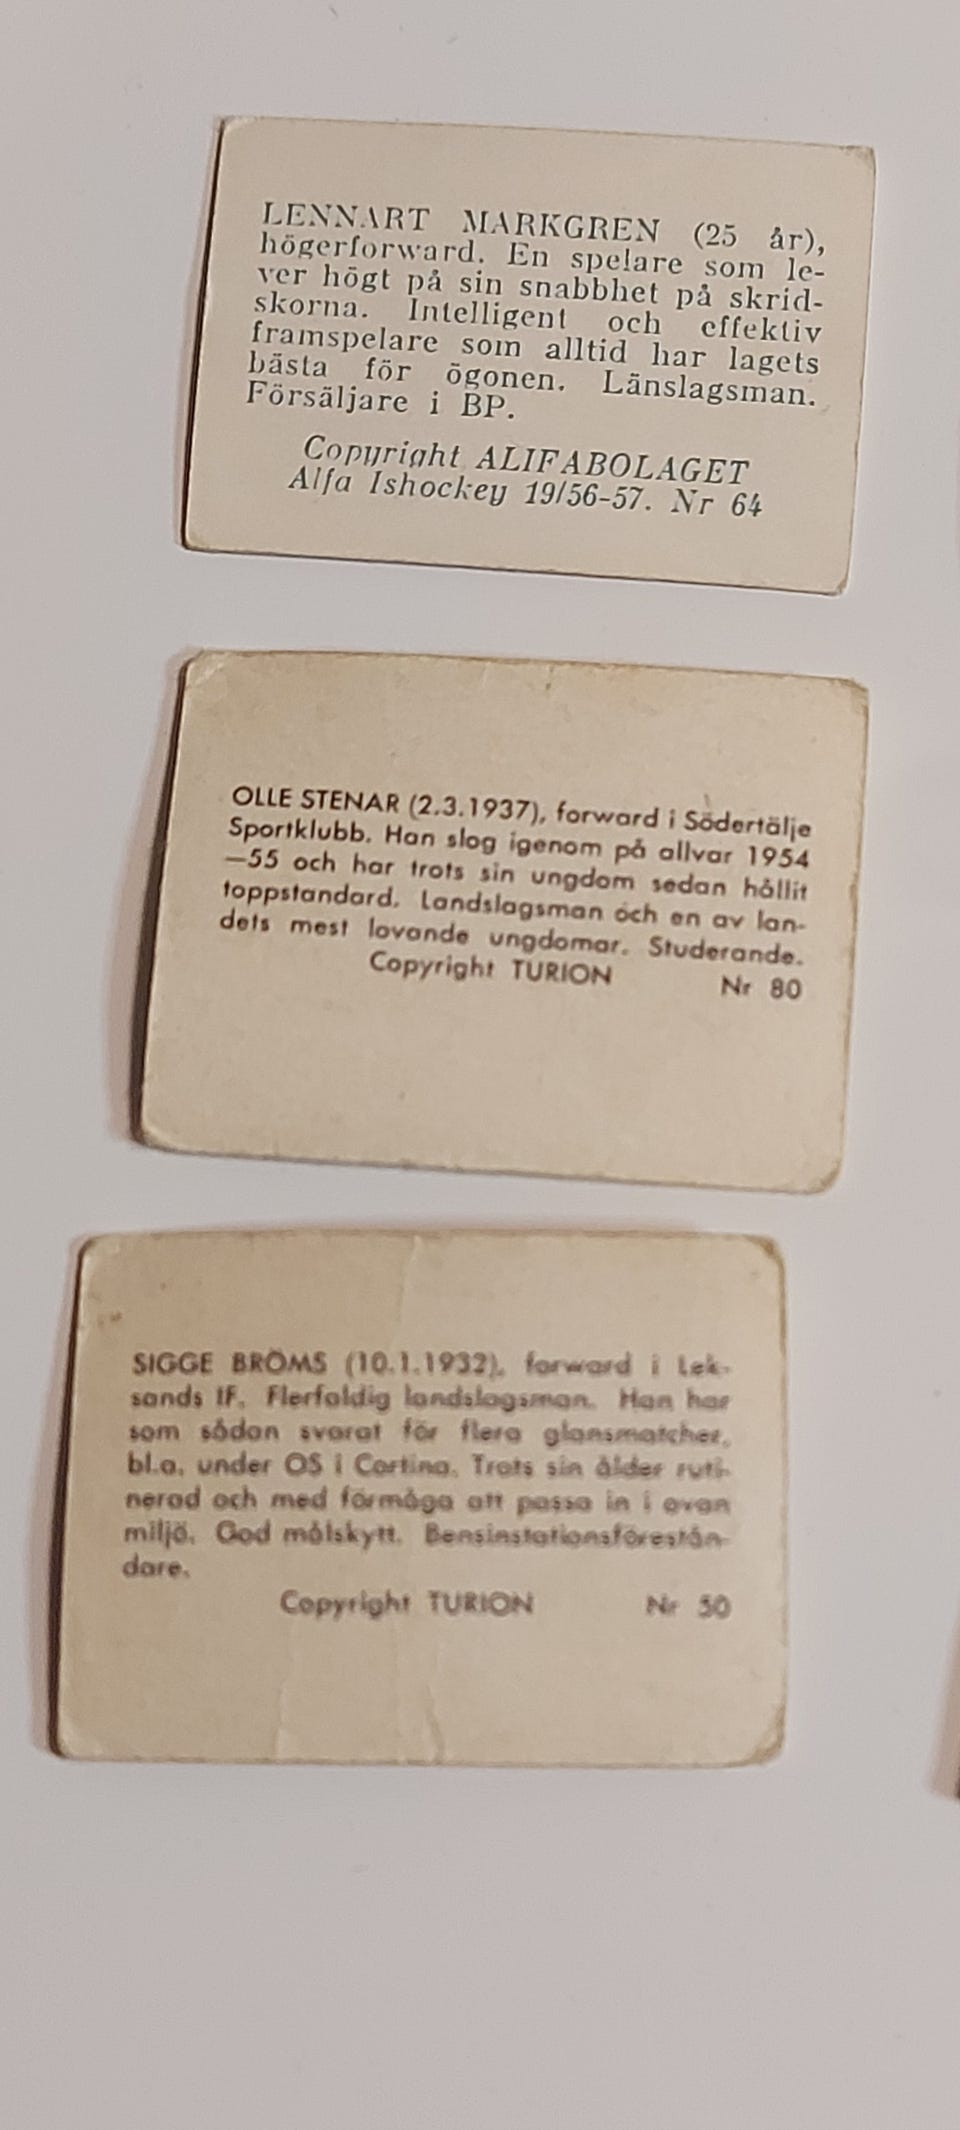 LENNART MARKGREN (25 år),
högerforward. En spelare som le-
ver högt på sin snabbhet på skrid-
skorna. Intelligent och effektiv
framspelare som alltid har lagets
bästa för ögonen. Länslagsman.
Försäljare i BP.
Copyright ALIFABOLAGET
Alfa Ishockey 19/56-57. Nr 64
OLLE STENAR (2.3.1937), forward i Södertälje
Sportklubb. Han slog igenom på allvar 1954
—55 och har trots sin ungdom sedan hållit
toppstandard. Landslagsman och en av lan-
dets mest lovande ungdomar. Studerande.
Copyright TURION Nr 80
SIGGE BRÖMS (10.1.1932), forward i Lek-
sands IF. Flerfaldig landslagsman. Han har
som sådan svarat för flera glansmatcher,
bl.a. under OS i Cortina. Trots sin ålder ruti-
nerad och med förmåga att passa in i ovan
miljö. God målskytt. Bensinstationsförestån-
dare.
Copyright TURION Nr 50